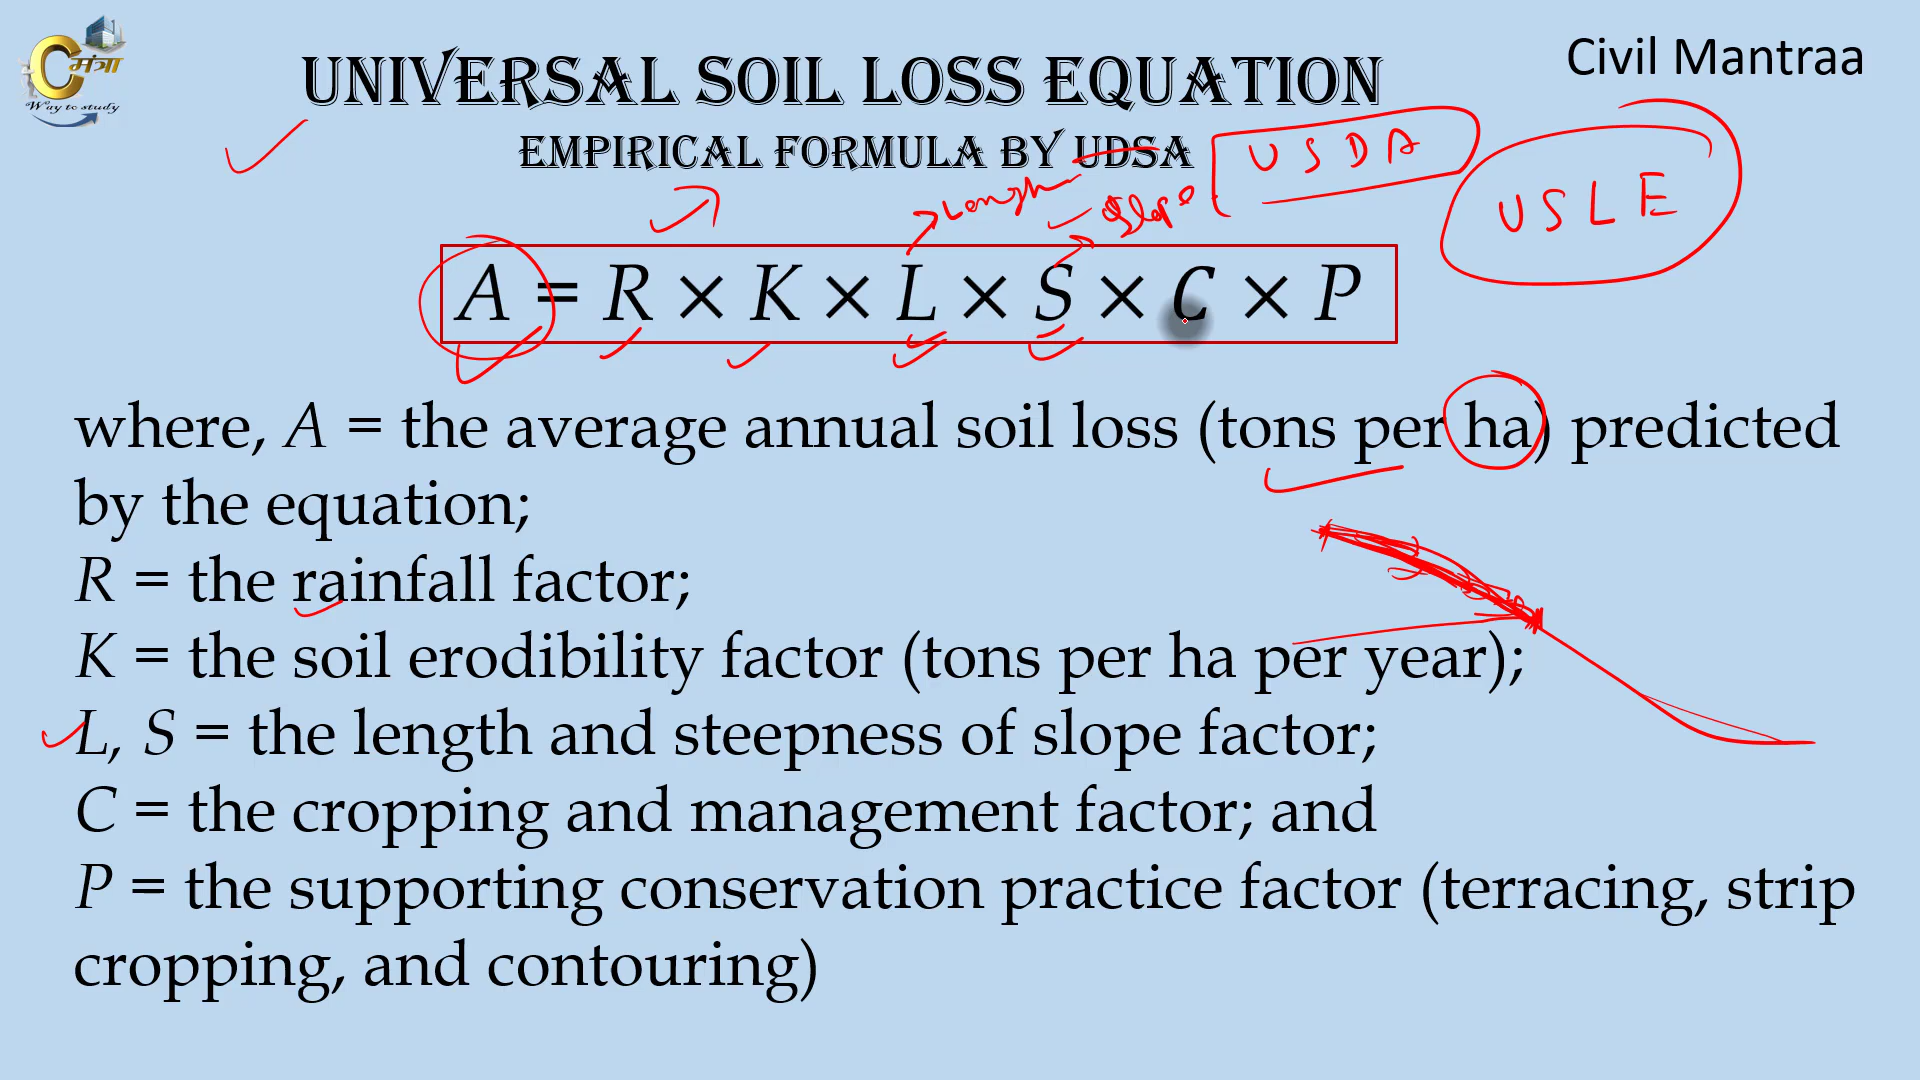 C मंत्रा
Way to study
UNIVERSAL SOIL LOSS EQUATION
Civil Mantraa
EMPIRICAL FORMULA BY UDSA
USDA
USLE
Length
Slope
A = R × K × L × S × C × P
where, A = the average annual soil loss (tons per ha) predicted
by the equation;
R = the rainfall factor;
K = the soil erodibility factor (tons per ha per year);
L, S = the length and steepness of slope factor;
C = the cropping and management factor; and
P = the supporting conservation practice factor (terracing, strip
cropping, and contouring)